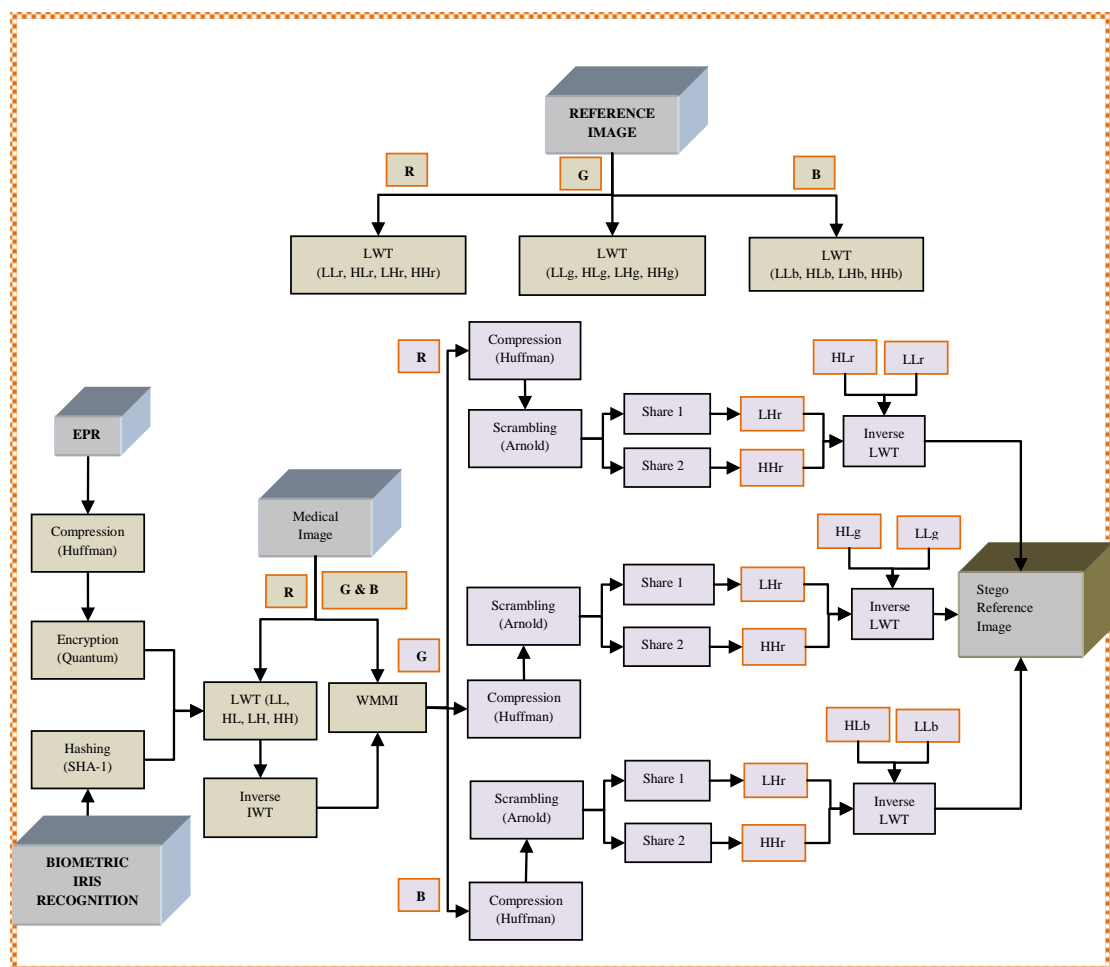 REFERENCE
IMAGE
R
G
B
LWT
(LLr, HLr, LHr, HHr)
LWT
(LLg, HLg, LHg, HHg)
LWT
(LLb, HLb, LHb, HHb)
EPR
Compression
(Huffman)
Encryption
(Quantum)
Hashing
(SHA-1)
BIOMETRIC
IRIS
RECOGNITION
Medical
Image
R
G & B
LWT (LL,
HL, LH, HH)
Inverse
IWT
WMMI
R
Compression
(Huffman)
Scrambling
(Arnold)
Share 1
Share 2
LHr
HHr
HLr
LLr
Inverse
LWT
G
Scrambling
(Arnold)
Compression
(Huffman)
Share 1
Share 2
LHr
HHr
HLg
LLg
Inverse
LWT
Stego
Reference
Image
B
Scrambling
(Arnold)
Compression
(Huffman)
Share 1
Share 2
LHr
HHr
HLb
LLb
Inverse
LWT